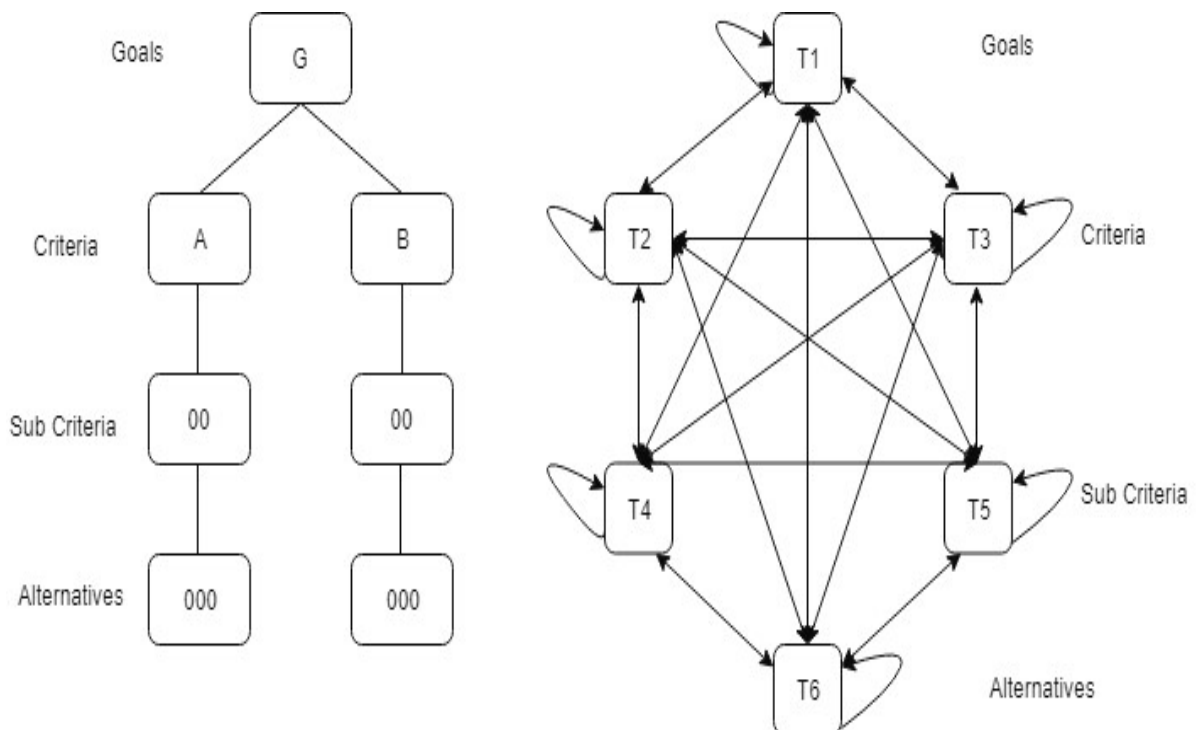 Goals
G
Criteria
A
B
Sub Criteria
00
00
Alternatives
000
000
T1
Goals
T2
T3
Criteria
T4
T5
Sub Criteria
T6
Alternatives